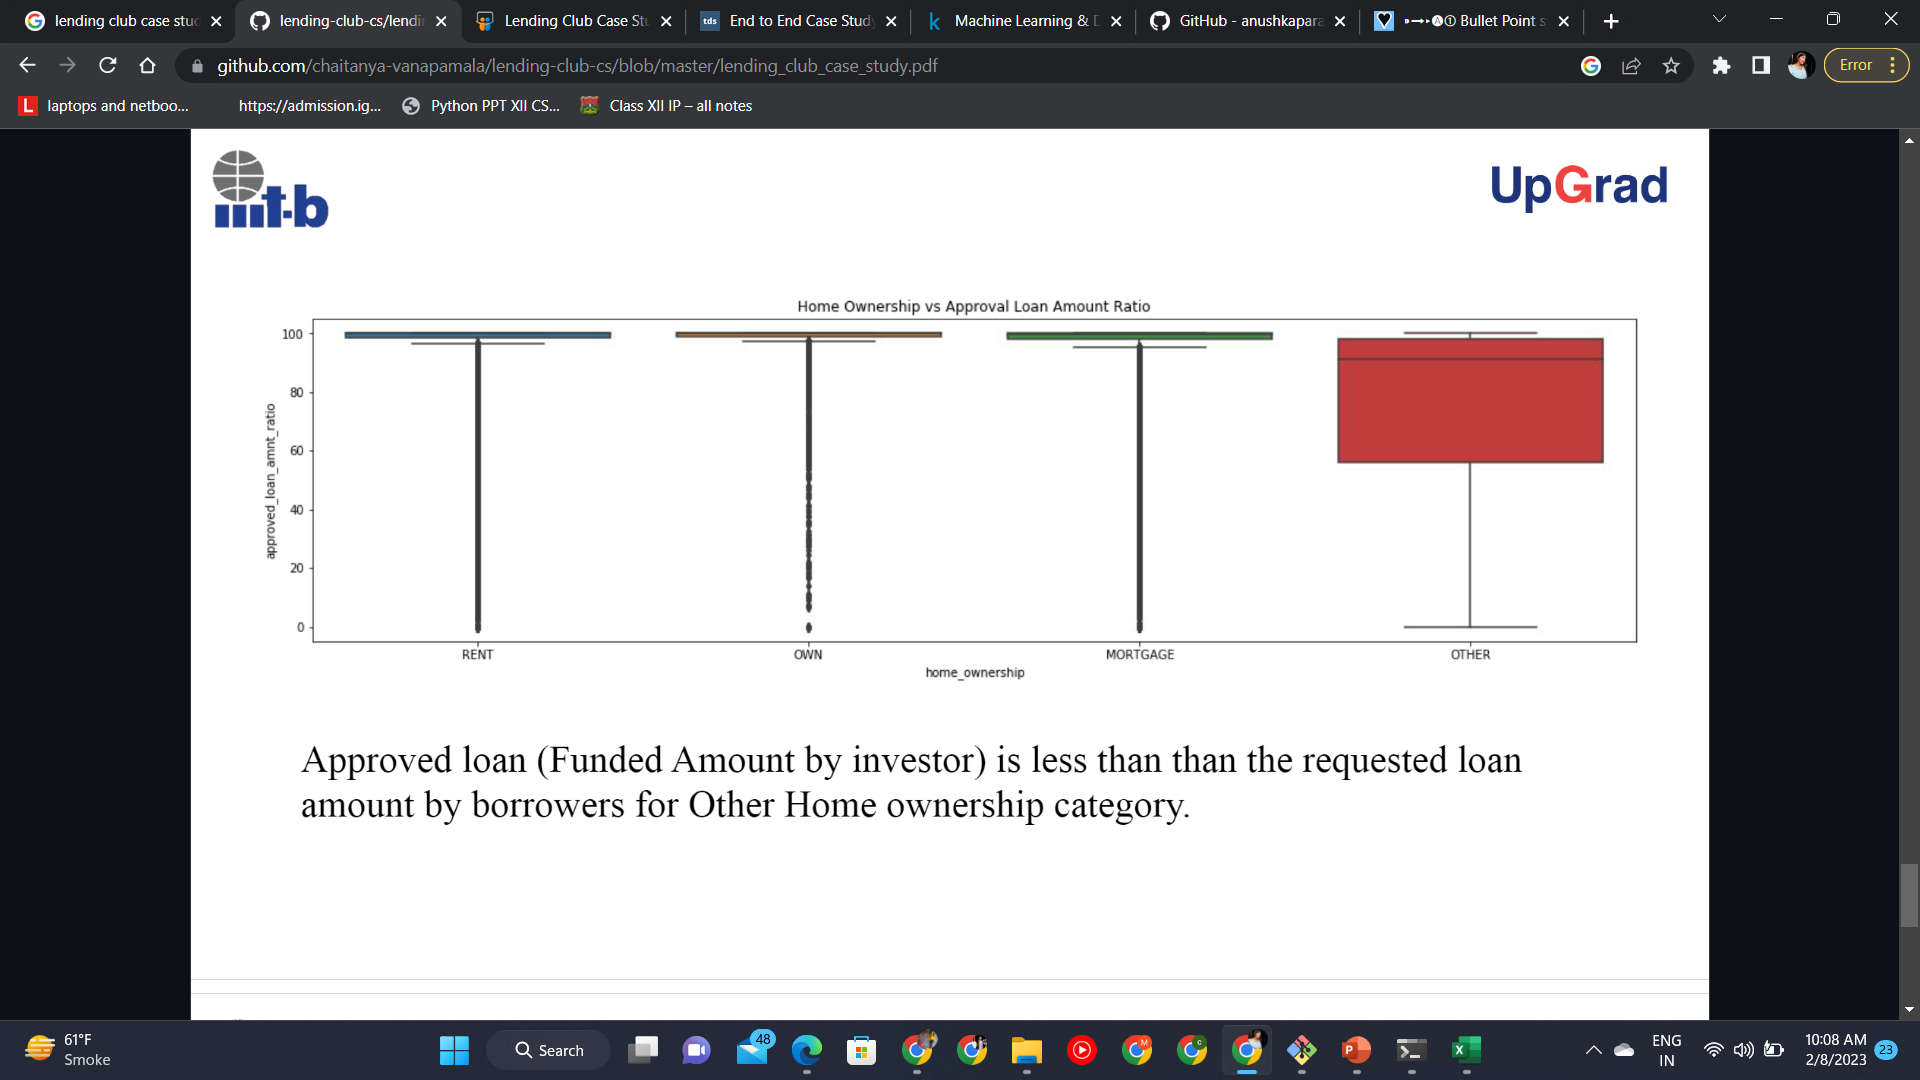 lending club case stud
lending-club-cs/lendin
Lending Club Case Stu
tds
End to End Case Study
k
Machine Learning & D
GitHub - anushkapara
Bullet Point s
github.com/chaitanya-vanapamala/lending-club-cs/blob/master/lending_club_case_study.pdf
Error
L
laptops and netboo...
https://admission.ig...
Python PPT XII CS...
Class XII IP – all notes
iiit-b
UpGrad
Home Ownership vs Approval Loan Amount Ratio
approved_loan_amnt_ratio
100
80
60
40
20
0
RENT
OWN
MORTGAGE
OTHER
home_ownership
Approved loan (Funded Amount by investor) is less than than the requested loan
amount by borrowers for Other Home ownership category.
61°F
Smoke
Search
48
ENG
IN
10:08 AM
2/8/2023
23